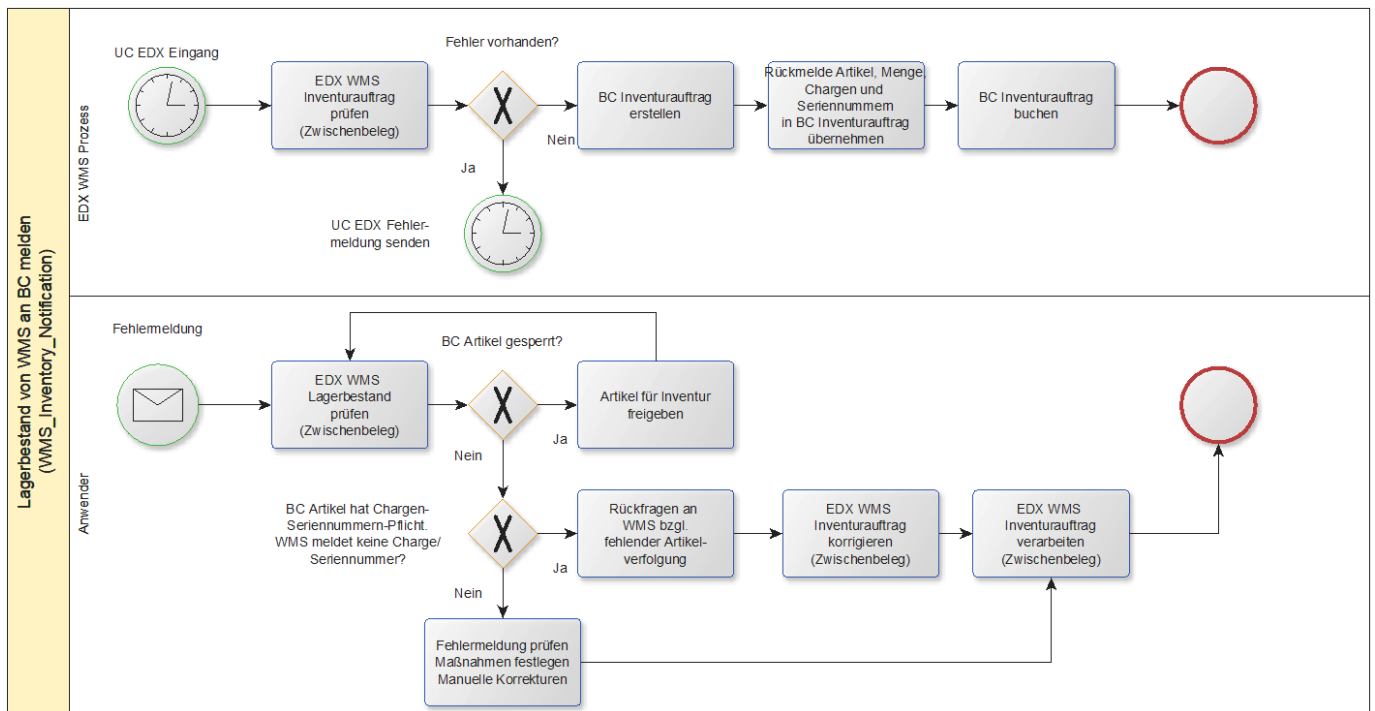 Lagerbestand von WMS an BC melden
(WMS_Inventory_Notification)
EDX WMS Prozess
UC EDX Eingang
EDX WMS
Inventurauftrag
prüfen
(Zwischenbeleg)
Fehler vorhanden?
Nein
Ja
UC EDX Fehler-
meldung senden
BC Inventurauftrag
erstellen
Rückmelde Artikel, Menge,
Chargen und
Seriennummern
in BC Inventurauftrag
übernehmen
BC Inventurauftrag
buchen
Anwender
Fehlermeldung
EDX WMS
Lagerbestand
prüfen
(Zwischenbeleg)
BC Artikel gesperrt?
Ja
Nein
Artikel für Inventur
freigeben
BC Artikel hat Chargen-
Seriennummern-Pflicht.
WMS meldet keine Charge/
Seriennummer?
Ja
Nein
Rückfragen an
WMS bzgl.
fehlender Artikel-
verfolgung
EDX WMS
Inventurauftrag
korrigieren
(Zwischenbeleg)
EDX WMS
Inventurauftrag
verarbeiten
(Zwischenbeleg)
Fehlermeldung prüfen
Maßnahmen festlegen
Manuelle Korrekturen